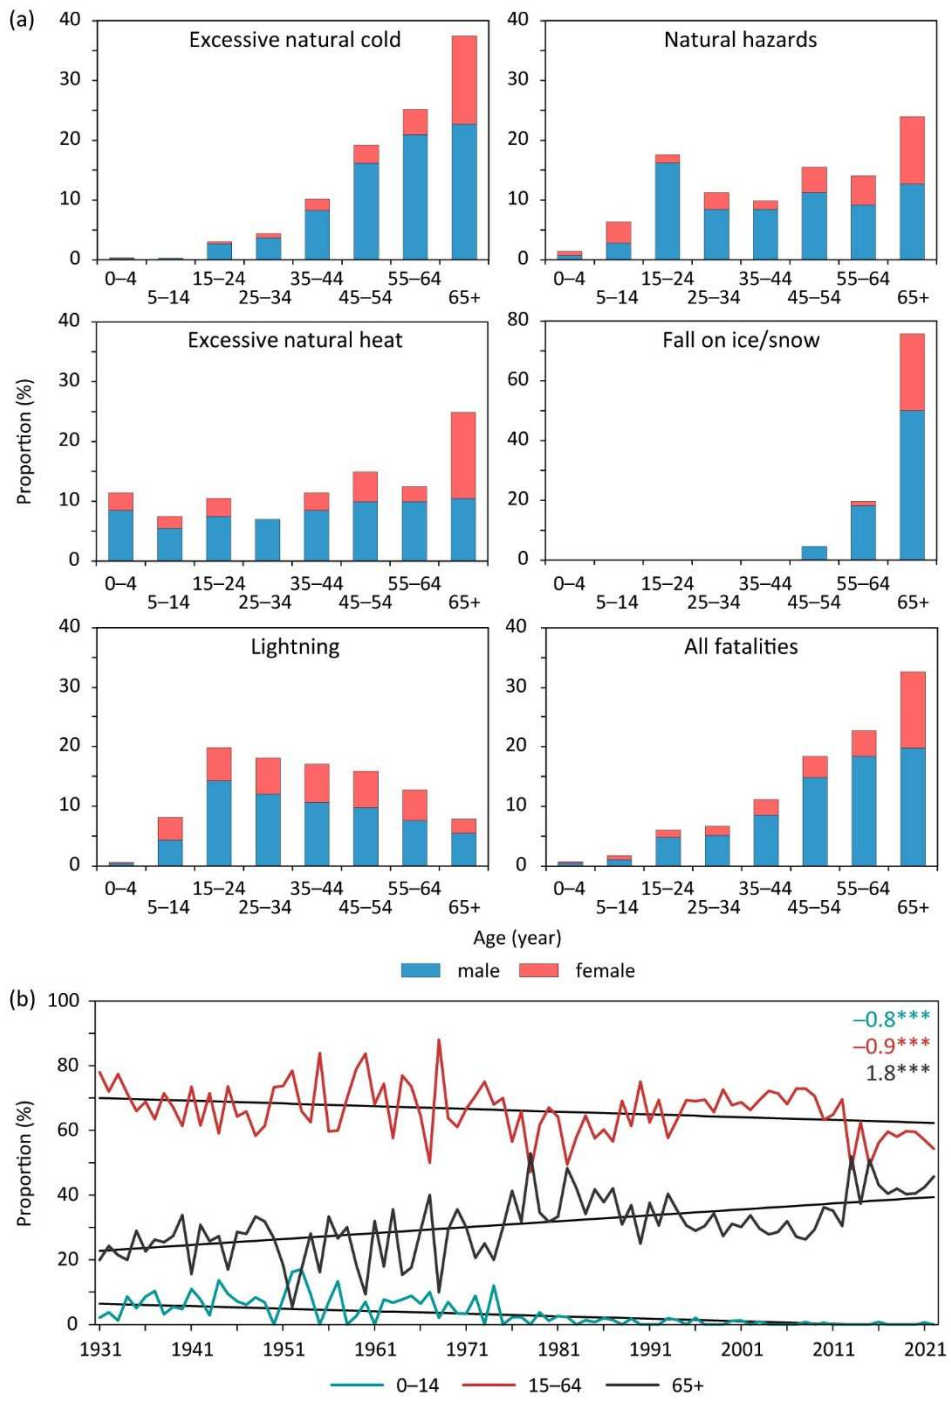 (a)
Excessive natural cold
40
30
20
10
0
0–4 15–24 35–44 55–64
5–14 25–34 45–54 65+
Natural hazards
40
30
20
10
0
0–4 15–24 35–44 55–64
5–14 25–34 45–54 65+
Proportion (%)
Excessive natural heat
40
30
20
10
0
0–4 15–24 35–44 55–64
5–14 25–34 45–54 65+
Fall on ice/snow
80
60
40
20
0
0–4 15–24 35–44 55–64
5–14 25–34 45–54 65+
Lightning
40
30
20
10
0
0–4 15–24 35–44 55–64
5–14 25–34 45–54 65+
All fatalities
40
30
20
10
0
0–4 15–24 35–44 55–64
5–14 25–34 45–54 65+
Age (year)
male female
(b)
Proportion (%)
100
80
60
40
20
0
–0.8***
–0.9***
1.8***
1931 1941 1951 1961 1971 1981 1991 2001 2011 2021
0–14 15–64 65+